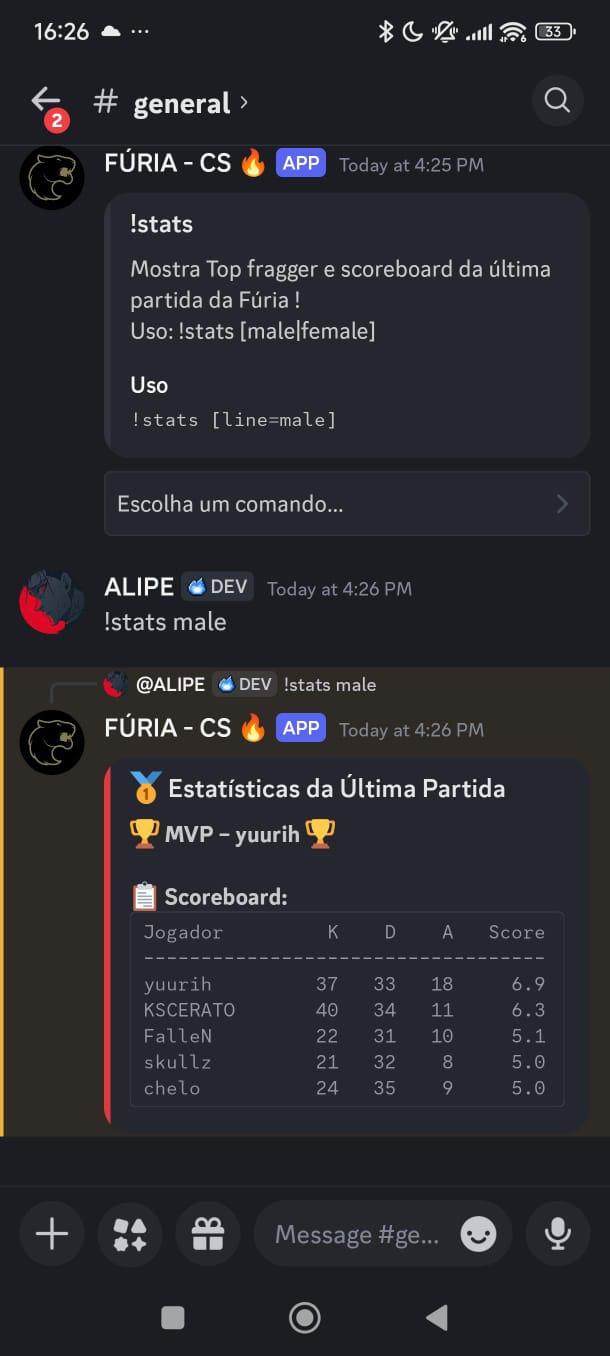 16:26
33
2
# general ›
FÚRIA - CS 🔥 APP Today at 4:25 PM
!stats
Mostra Top fragger e scoreboard da última
partida da Fúria !
Uso: !stats [male|female]
Uso
!stats [line=male]
Escolha um comando...
ALIPE DEV Today at 4:26 PM
!stats male
@ALIPE DEV !stats male
FÚRIA - CS 🔥 APP Today at 4:26 PM
🥇 Estatísticas da Última Partida
🏆 MVP – yuurih 🏆
📋 Scoreboard:
Jogador K D A Score
-----------------------------------
yuurih 37 33 18 6.9
KSCERATO 40 34 11 6.3
FalleN 22 31 10 5.1
skullz 21 32 8 5.0
chelo 24 35 9 5.0
Message #ge...